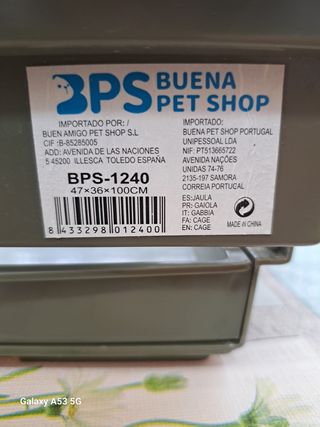 BPS BUENA
PET SHOP
IMPORTADO POR: /
BUEN AMIGO PET SHOP S.L
CIF :B-85285005
ADD: AVENIDA DE LAS NACIONES
5 45200 ILLESCA TOLEDO ESPAÑA
BPS-1240
47×36×100CM
8 433298 012400
IMPORTADO POR:
BUENA PET SHOP PORTUGAL
UNIPESSOAL LDA
NIF: PT513665722
AVENIDA NAÇÕES
UNIDAS 74-76
2135-197 SAMORA
CORREIA PORTUGAL
ES:JAULA
PR: GAIOLA
IT: GABBIA
FA: CAGE
EN: CAGE
MADE IN CHINA
Galaxy A53 5G